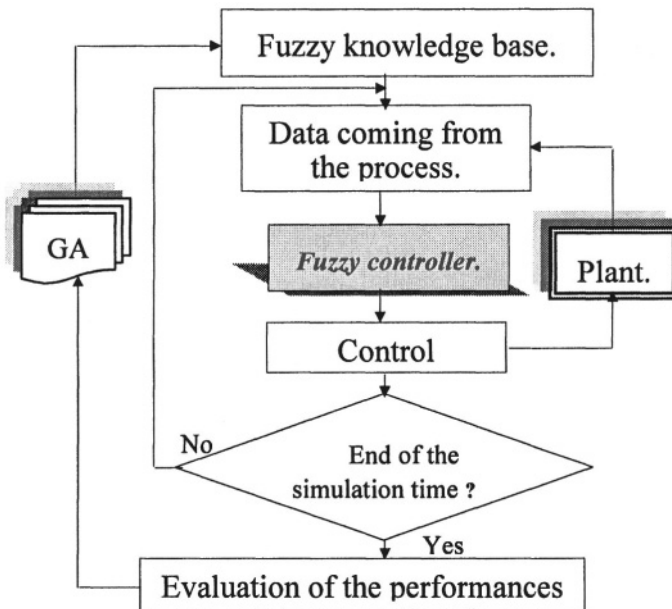 Fuzzy knowledge base.
Data coming from
the process.
GA
Fuzzy controller.
Plant.
Control
No
End of the
simulation time ?
Yes
Evaluation of the performances